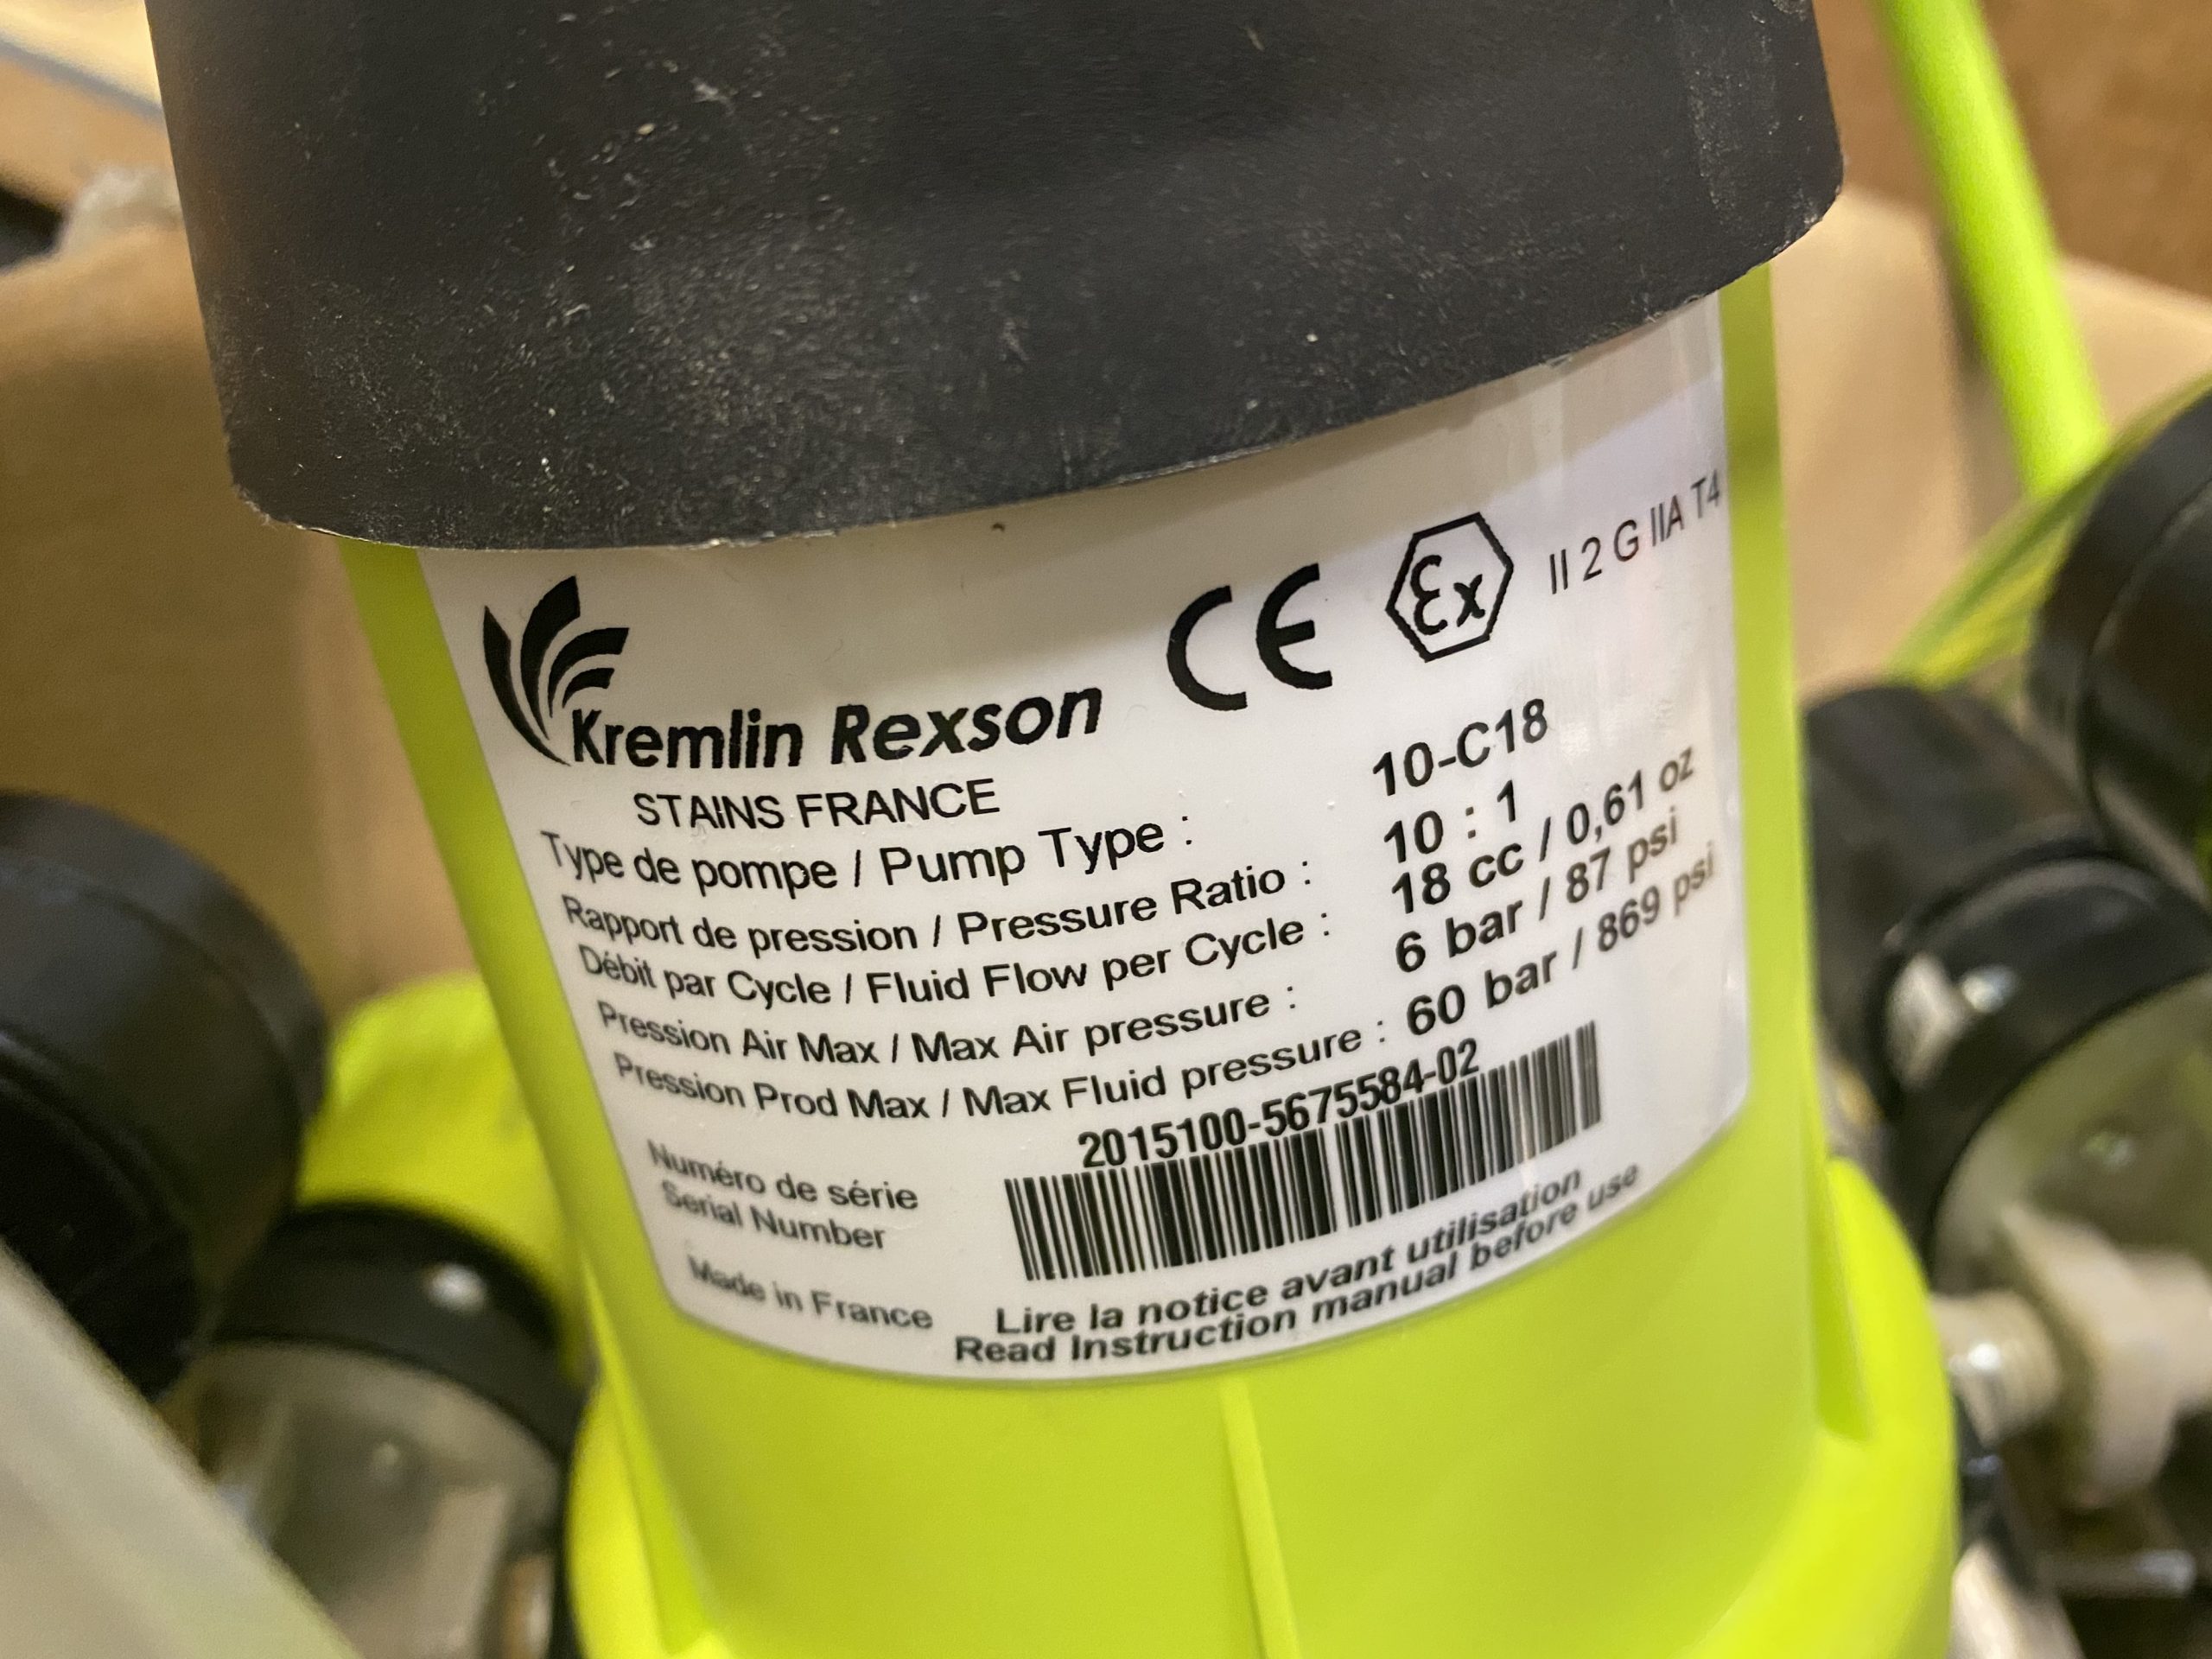 Kremlin Rexson
CE Ex II 2 G IIA T4
STAINS FRANCE
Type de pompe / Pump Type : 10-C18
Rapport de pression / Pressure Ratio : 10 : 1
Débit par Cycle / Fluid Flow per Cycle : 18 cc / 0,61 oz
Pression Air Max / Max Air pressure : 6 bar / 87 psi
Pression Prod Max / Max Fluid pressure : 60 bar / 869 psi
2015100-5675584-02
Numéro de série
Serial Number
Made in France
Lire la notice avant utilisation
Read Instruction manual before use